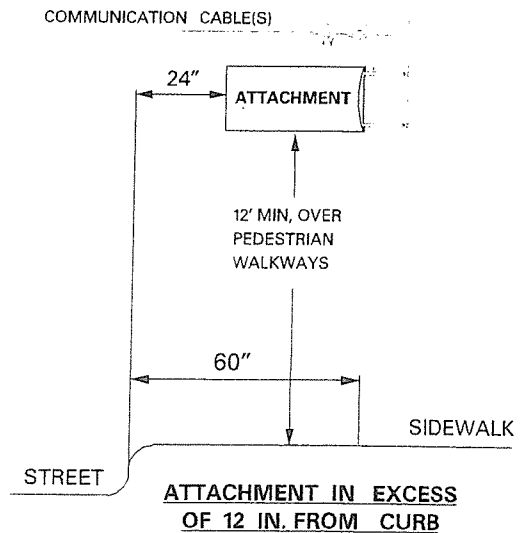 COMMUNICATION CABLE(S)
24"
ATTACHMENT
12' MIN, OVER
PEDESTRIAN
WALKWAYS
60"
SIDEWALK
STREET
ATTACHMENT IN EXCESS
OF 12 IN. FROM CURB